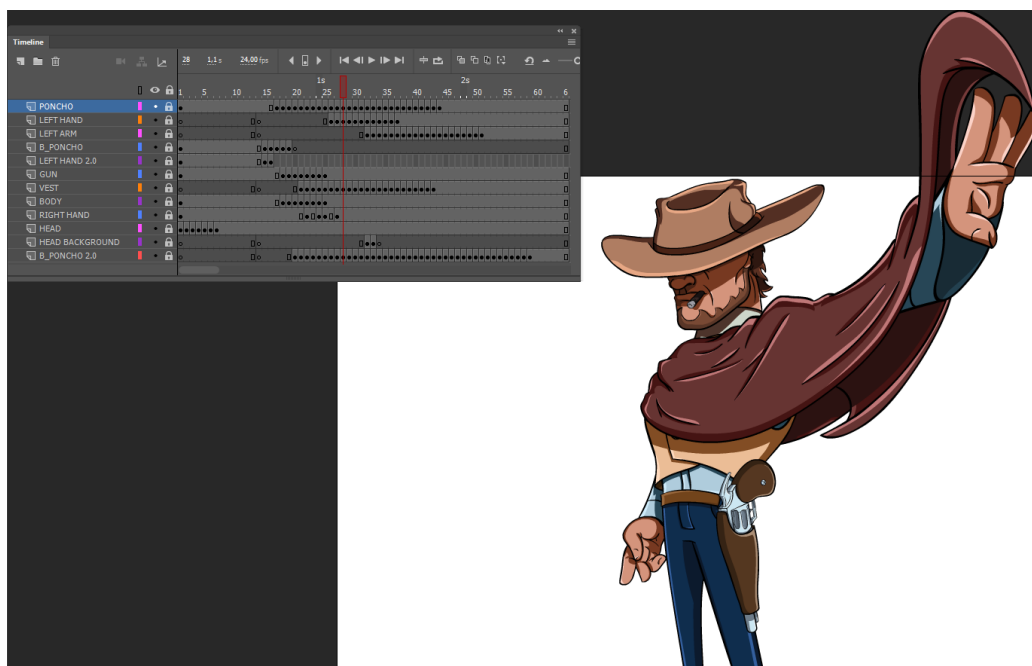 Timeline
28 1,1 s 24,00 fps
1s 2s
1 5 10 15 20 25 30 35 40 45 50 55 60 6
PONCHO
LEFT HAND
LEFT ARM
B_PONCHO
LEFT HAND 2.0
GUN
VEST
BODY
RIGHT HAND
HEAD
HEAD BACKGROUND
B_PONCHO 2.0